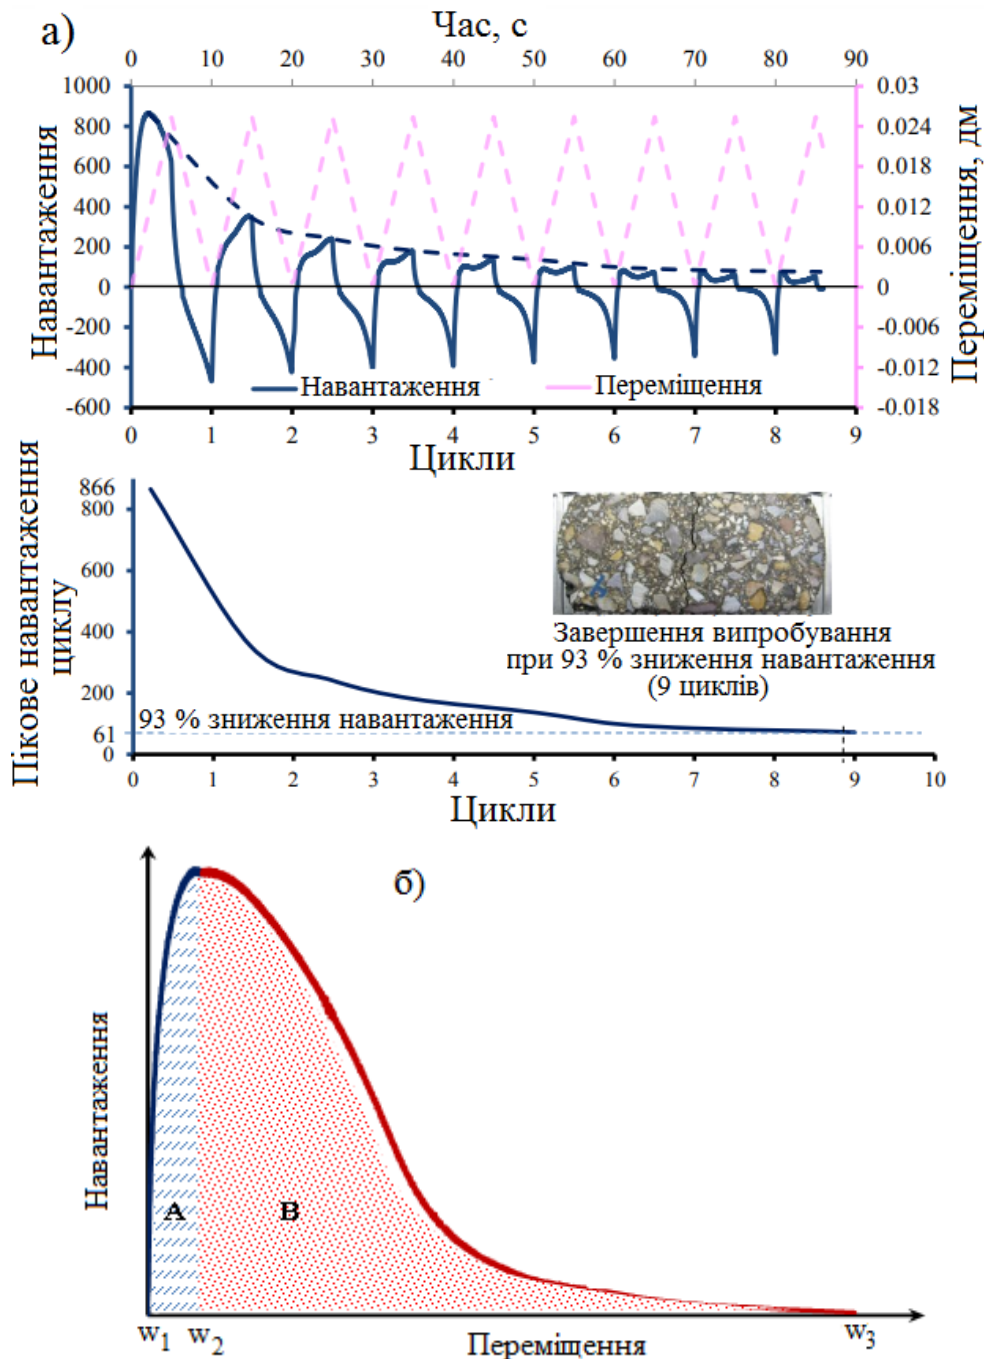 а)
Час, с
0 10 20 30 40 50 60 70 80 90
Навантаження
1000
800
600
400
200
0
-200
-400
-600
0.03
0.024
0.018
0.012
0.006
0
-0.006
-0.012
-0.018
Переміщення, дм
Навантаження
Переміщення
0 1 2 3 4 5 6 7 8 9
Цикли
Пікове навантаження
циклу
866
800
600
400
200
61
0
Завершення випробування
при 93 % зниження навантаження
(9 циклів)
93 % зниження навантаження
0 1 2 3 4 5 6 7 8 9 10
Цикли
б)
Навантаження
A
B
w1 w2 w3
Переміщення